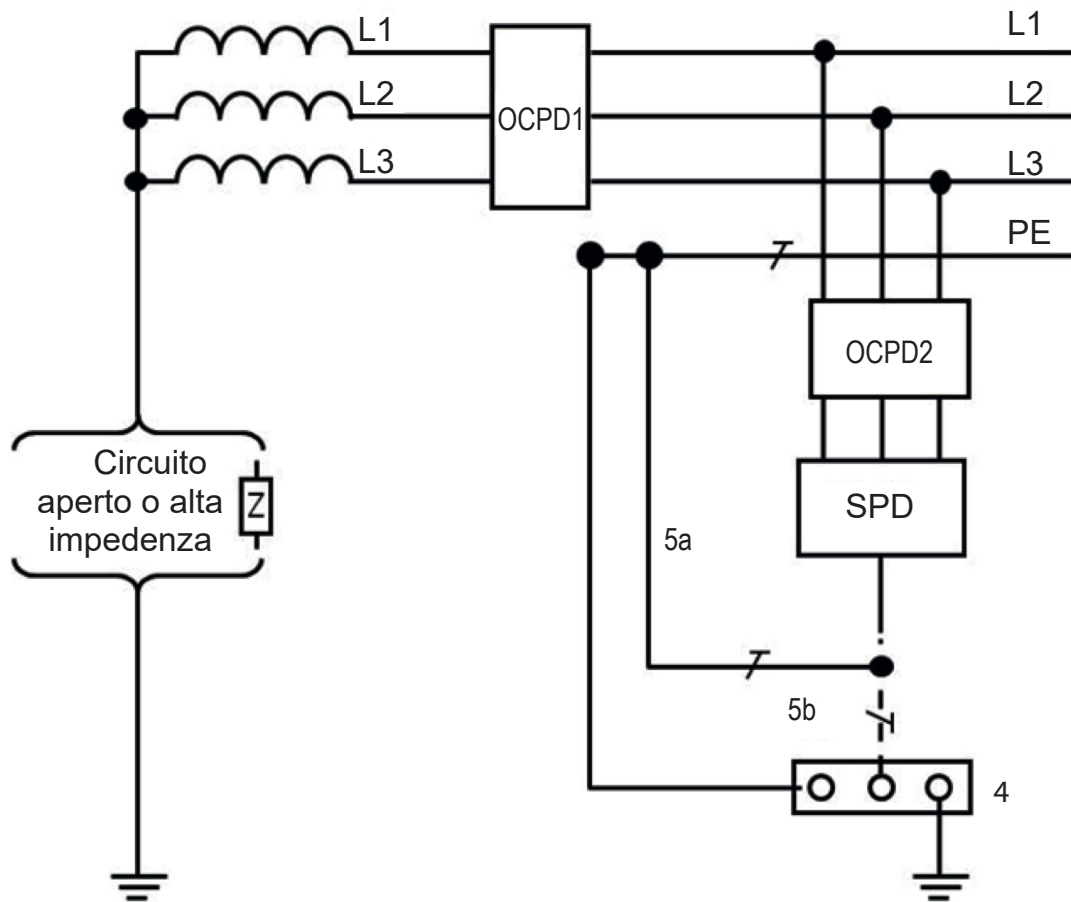 L1
L1
OCPD1
L2
L2
L3
L3
PE
OCPD2
Circuito
aperto o alta
impedenza
Z
SPD
5a
5b
4